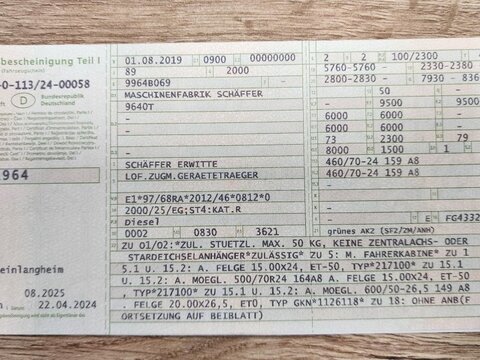 bescheinigung Teil I
(Fahrzeugschein)
-0-113/24-00058
D
Bundesrepublik
Deutschland
964
einlangheim
08.2025
22.04.2024
01.08.2019 0900 00000000
89 2000
9964B069
MASCHINENFABRIK SCHÄFFER
9640T
-
-
-
SCHÄFFER ERWITTE
LOF.ZUGM.GERAETETRAEGER
-
E1*97/68RA*2012/46*0812*0
2000/25/EG;ST4:KAT.R
Diesel
0002 0830 3621
2 2 100/2300
5760-5760 2330-2380
2800-2830 7930 - 836
- 50 -
- 9500 9500
6000 - 6000 -
6000 - 6000 -
73 2300 79
8000 1500 1 -
460/70-24 159 A8
460/70-24 159 A8
-
-
- E FG4332
grünes AK2 (SF2/ZM/ANH)
ZU O1/O2:*ZUL. STUETZL. MAX. 50 KG, KEINE ZENTRALACHS- ODER
STARDEICHSELANHÄNGER*ZULÄSSIG* ZU 5: M. FAHRERKABINE* ZU 1
5.1 U. 15.2: A. FELGE 15.00X24, ET-50, TYP*217100* ZU 15.1
U. 15.2: A. MOEGL. 500/70R24 164A8 A. FELGE 15.00X24, ET-50
, TYP*217100* ZU 15.1 U. 15.2: A. MOEGL. 600/50-26,5 149 A8
A. FELGE 20.00X26.5, ET0, TYP GKN*1126118* ZU 18: OHNE ANB(F
ORTSETZUNG AUF BEIBLATT)